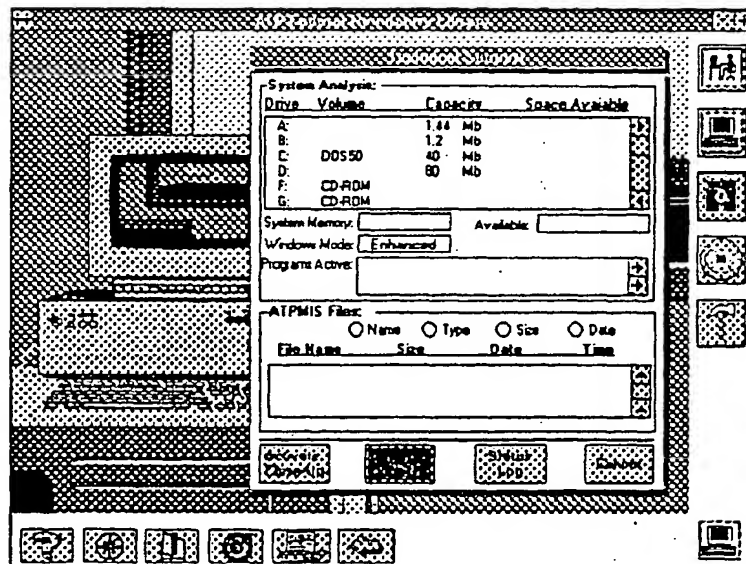 System Analysis:
Drive Volume Capacity Space Available
A: 1.44 Mb
B: 1.2 Mb
C: DOS50 40 Mb
D: 80 Mb
F: CD-ROM
G: CD-ROM
System Memory: Available:
Windows Mode: Enhanced
Programs Active:
ATPMIS Files:
Name Type Size Date
File Name Size Date Time
Status
Log